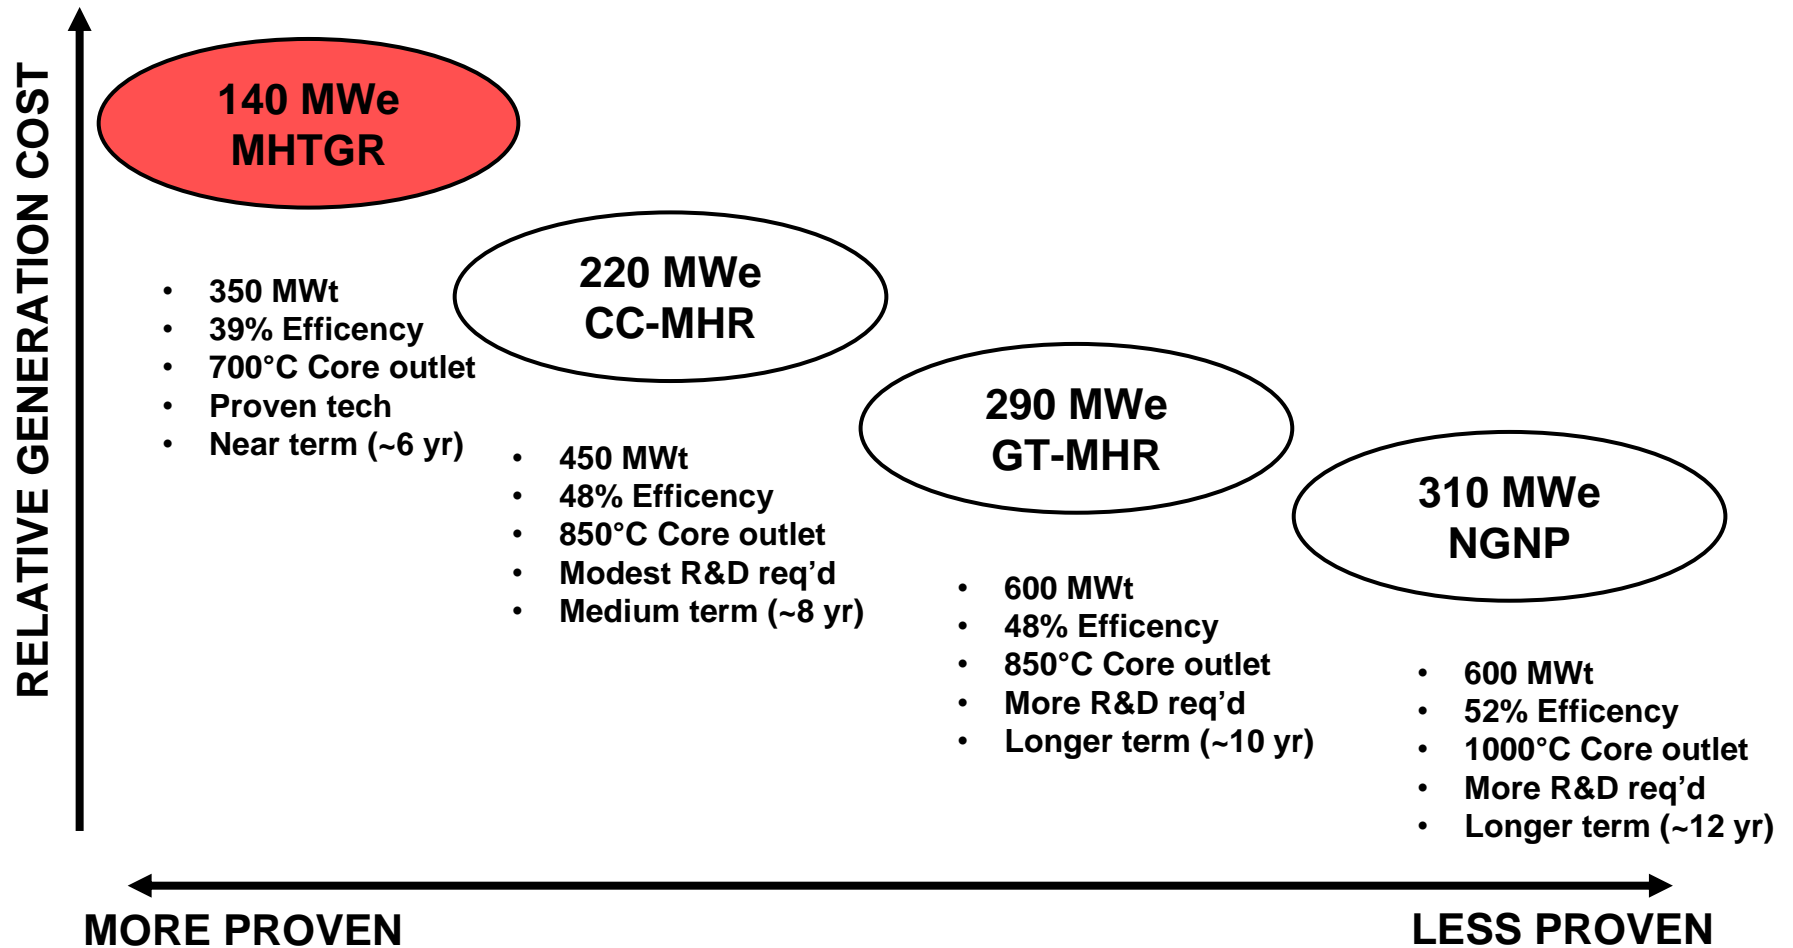 RELATIVE GENERATION COST
140 MWe
MHTGR
• 350 MWt
• 39% Efficency
• 700°C Core outlet
• Proven tech
• Near term (~6 yr)
220 MWe
CC-MHR
• 450 MWt
• 48% Efficency
• 850°C Core outlet
• Modest R&D req’d
• Medium term (~8 yr)
290 MWe
GT-MHR
• 600 MWt
• 48% Efficency
• 850°C Core outlet
• More R&D req’d
• Longer term (~10 yr)
310 MWe
NGNP
• 600 MWt
• 52% Efficency
• 1000°C Core outlet
• More R&D req’d
• Longer term (~12 yr)
MORE PROVEN
LESS PROVEN